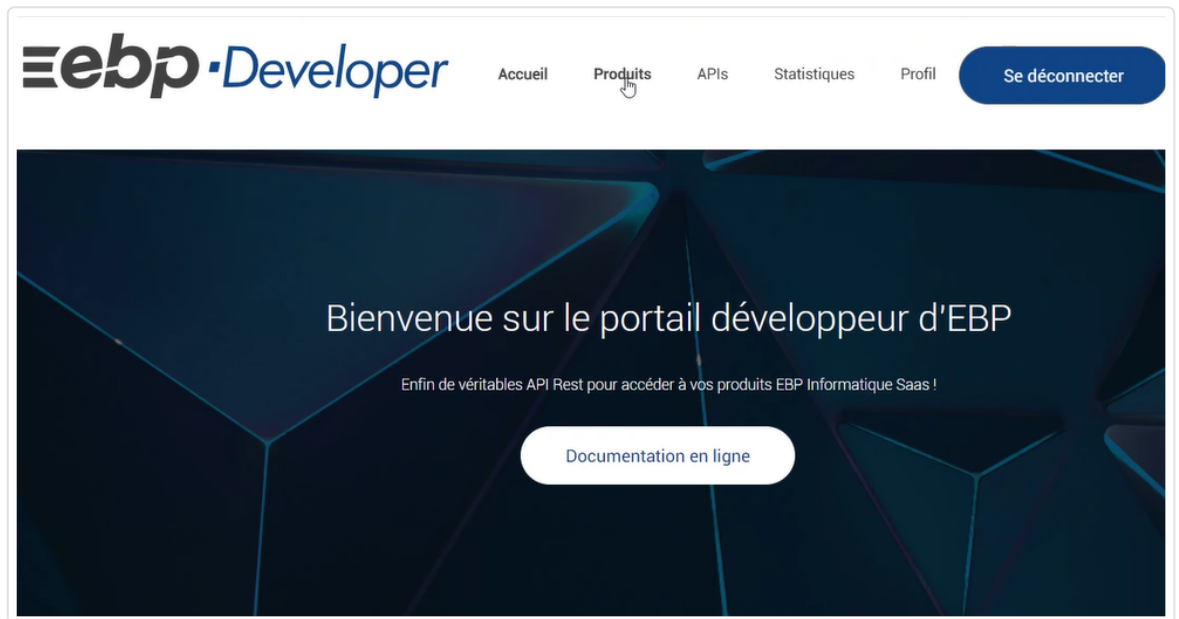 ebp·Developer
Accueil Produits APIs Statistiques Profil Se déconnecter
Bienvenue sur le portail développeur d'EBP
Enfin de véritables API Rest pour accéder à vos produits EBP Informatique Saas !
Documentation en ligne